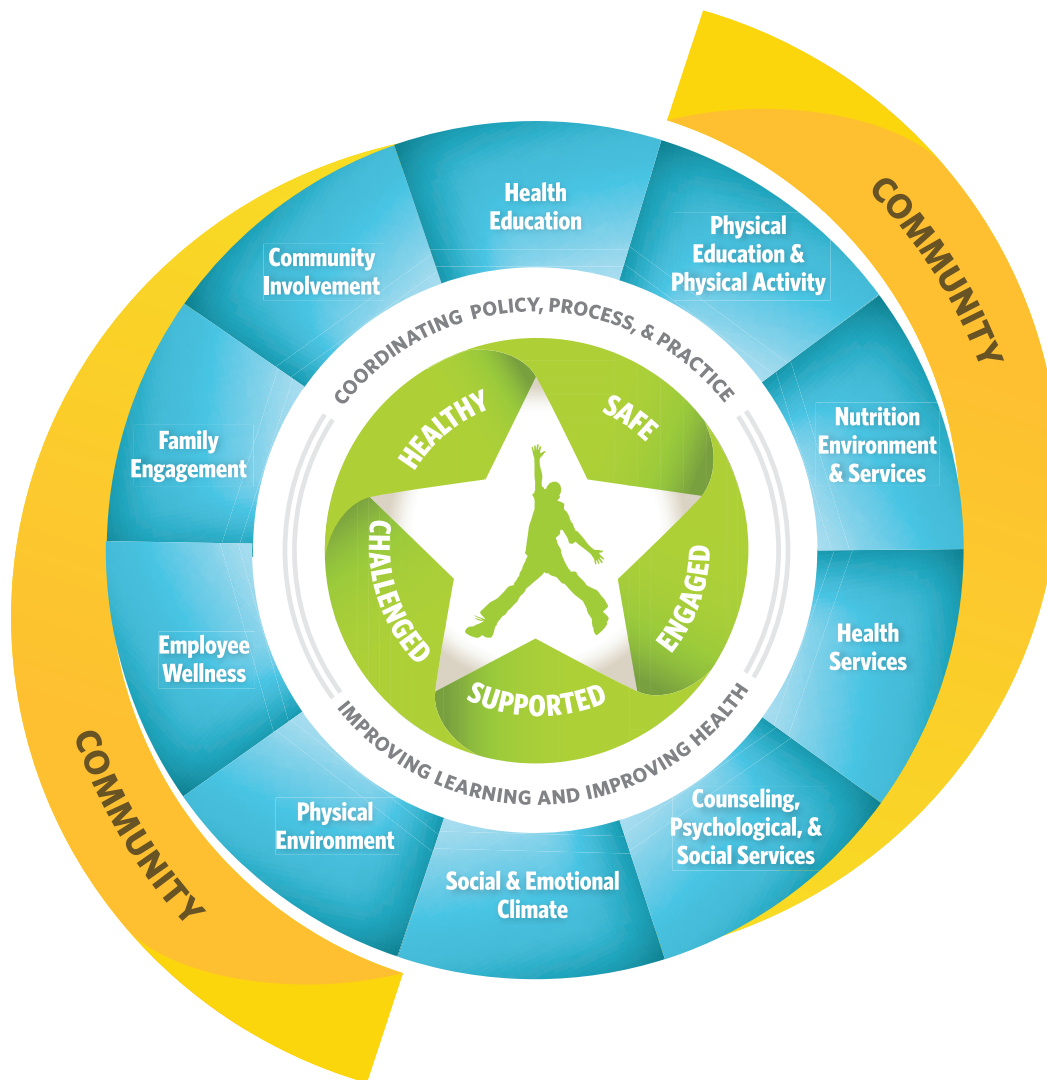 COMMUNITY
Health
Education
Physical
Education &
Physical Activity
Nutrition
Environment
& Services
Health
Services
Counseling,
Psychological, &
Social Services
Social & Emotional
Climate
Physical
Environment
Employee
Wellness
Family
Engagement
Community
Involvement
COORDINATING POLICY, PROCESS, & PRACTICE
IMPROVING LEARNING AND IMPROVING HEALTH
HEALTHY
SAFE
ENGAGED
SUPPORTED
CHALLENGED
COMMUNITY